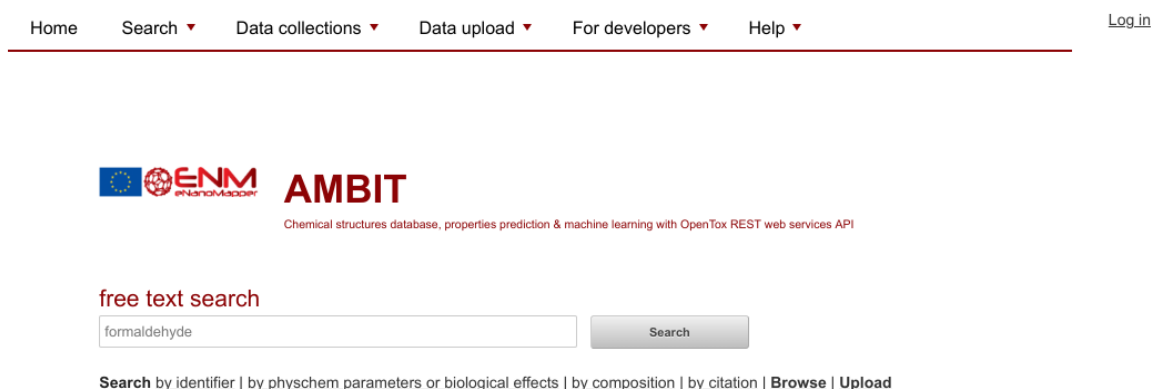 Home Search ▼ Data collections ▼ Data upload ▼ For developers ▼ Help ▼ Log in
ENM
eNanoMapper
AMBIT
Chemical structures database, properties prediction & machine learning with OpenTox REST web services API
free text search
formaldehyde Search
Search by identifier | by physchem parameters or biological effects | by composition | by citation | Browse | Upload